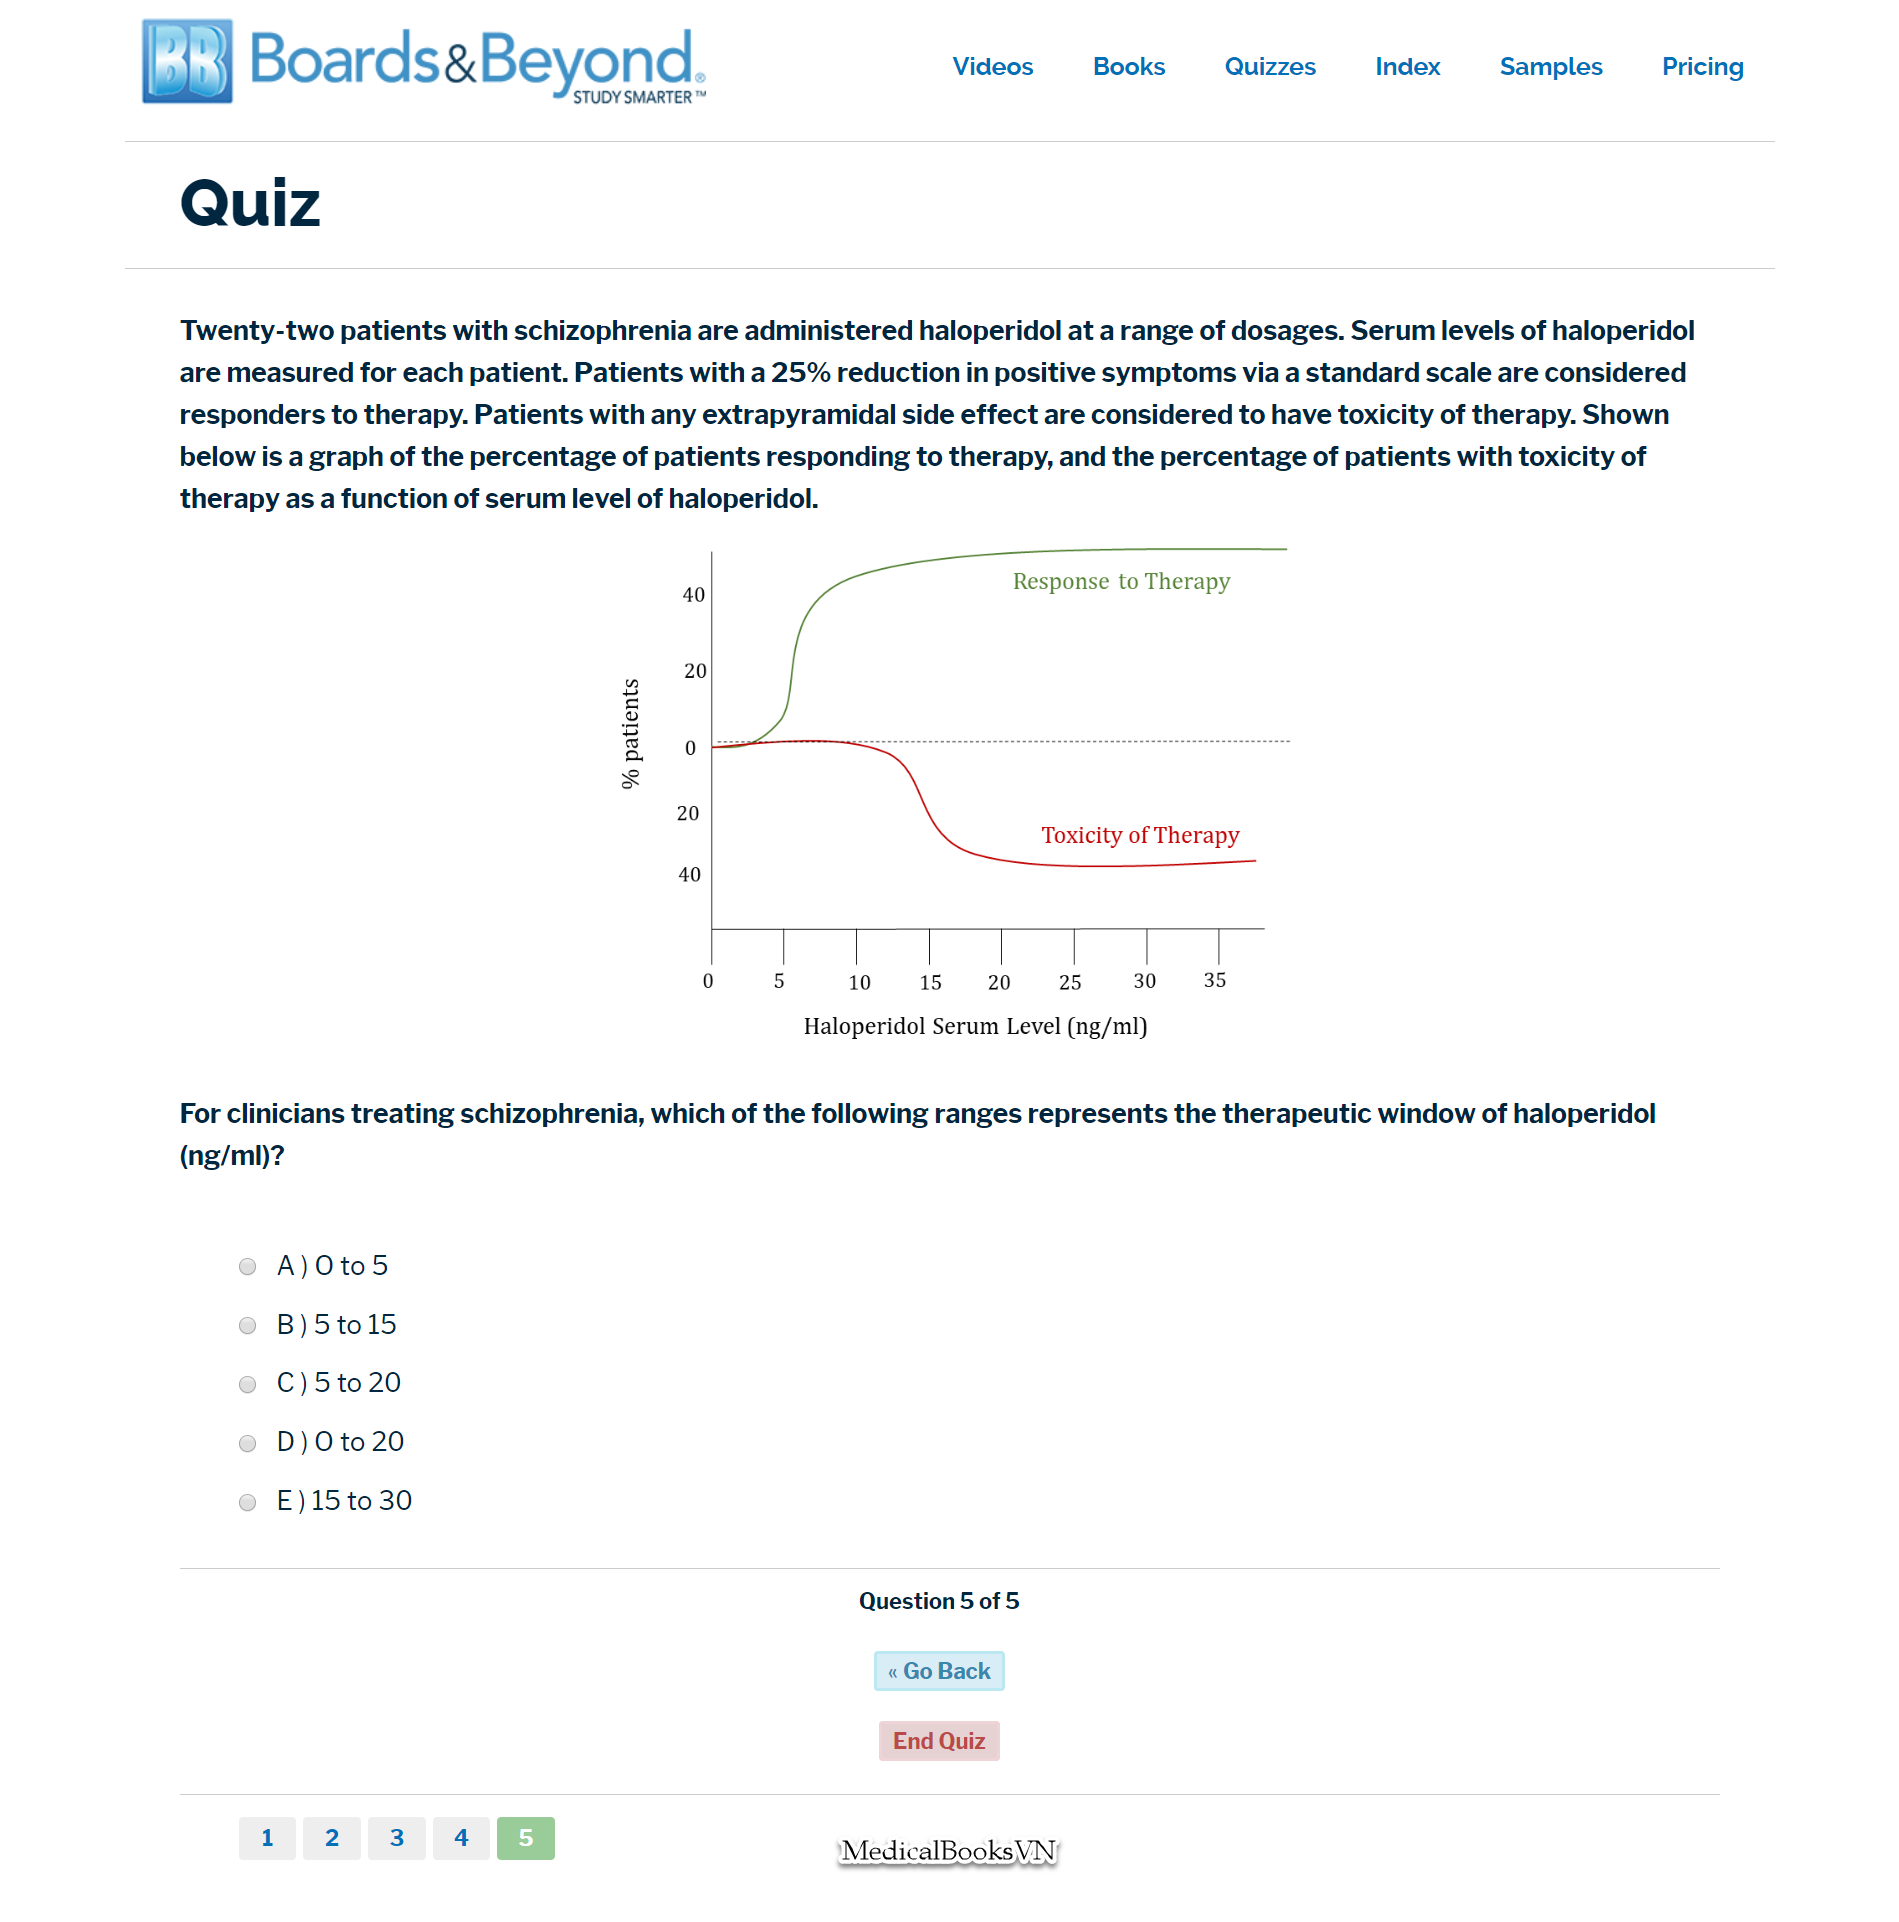 BB Boards&Beyond®
STUDY SMARTER™
Videos Books Quizzes Index Samples Pricing
Quiz
Twenty-two patients with schizophrenia are administered haloperidol at a range of dosages. Serum levels of haloperidol
are measured for each patient. Patients with a 25% reduction in positive symptoms via a standard scale are considered
responders to therapy. Patients with any extrapyramidal side effect are considered to have toxicity of therapy. Shown
below is a graph of the percentage of patients responding to therapy, and the percentage of patients with toxicity of
therapy as a function of serum level of haloperidol.
Response to Therapy
40
20
% patients
0
20
Toxicity of Therapy
40
0 5 10 15 20 25 30 35
Haloperidol Serum Level (ng/ml)
For clinicians treating schizophrenia, which of the following ranges represents the therapeutic window of haloperidol
(ng/ml)?
A ) 0 to 5
B ) 5 to 15
C ) 5 to 20
D ) 0 to 20
E ) 15 to 30
Question 5 of 5
« Go Back
End Quiz
1 2 3 4 5
MedicalBooksVN